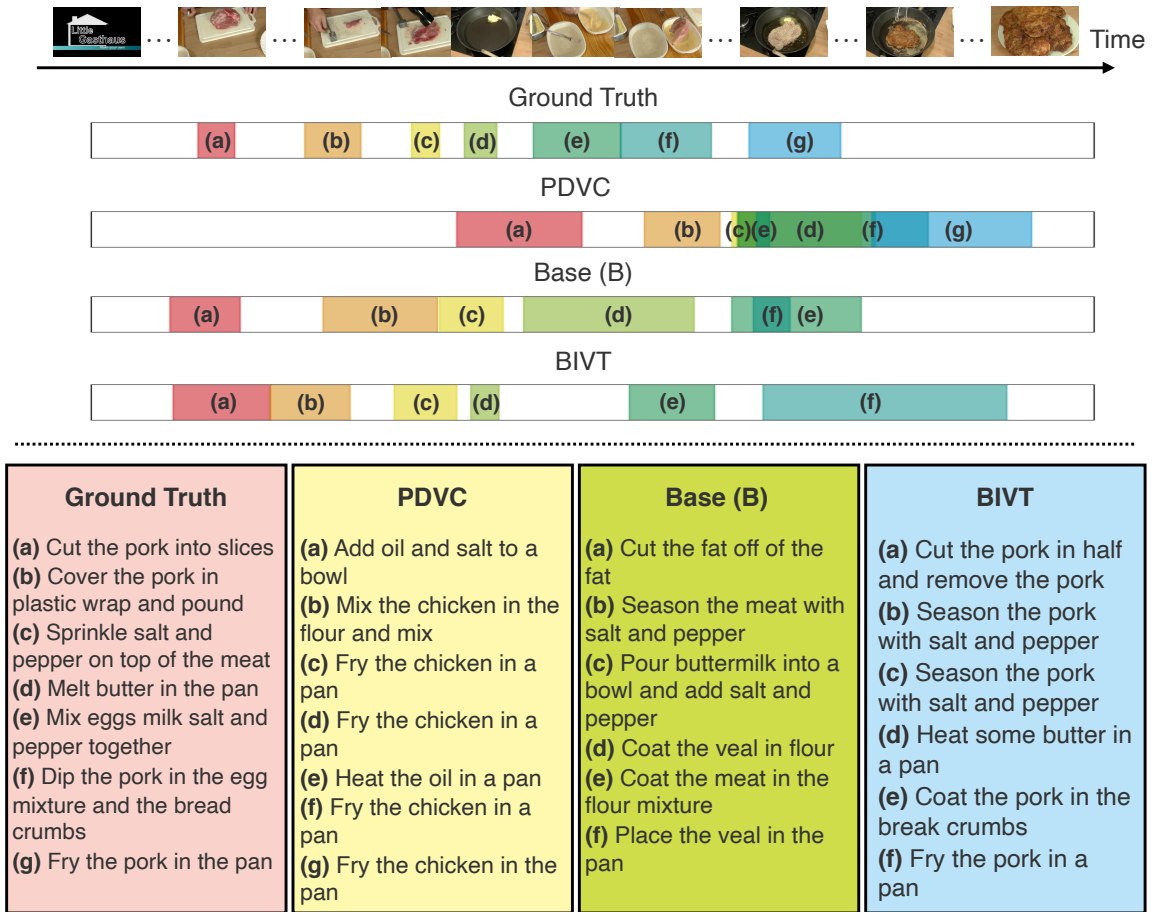 Little
Gasthaus
... ... ... ... ...
Time
Ground Truth
(a) (b) (c) (d) (e) (f) (g)
PDVC
(a) (b) (c) (e) (d) (f) (g)
Base (B)
(a) (b) (c) (d) (f) (e)
BIVT
(a) (b) (c) (d) (e) (f)
Ground Truth
(a) Cut the pork into slices
(b) Cover the pork in
plastic wrap and pound
(c) Sprinkle salt and
pepper on top of the meat
(d) Melt butter in the pan
(e) Mix eggs milk salt and
pepper together
(f) Dip the pork in the egg
mixture and the bread
crumbs
(g) Fry the pork in the pan
PDVC
(a) Add oil and salt to a
bowl
(b) Mix the chicken in the
flour and mix
(c) Fry the chicken in a
pan
(d) Fry the chicken in a
pan
(e) Heat the oil in a pan
(f) Fry the chicken in a
pan
(g) Fry the chicken in the
pan
Base (B)
(a) Cut the fat off of the
fat
(b) Season the meat with
salt and pepper
(c) Pour buttermilk into a
bowl and add salt and
pepper
(d) Coat the veal in flour
(e) Coat the meat in the
flour mixture
(f) Place the veal in the
pan
BIVT
(a) Cut the pork in half
and remove the pork
(b) Season the pork
with salt and pepper
(c) Season the pork
with salt and pepper
(d) Heat some butter in
a pan
(e) Coat the pork in the
break crumbs
(f) Fry the pork in a
pan